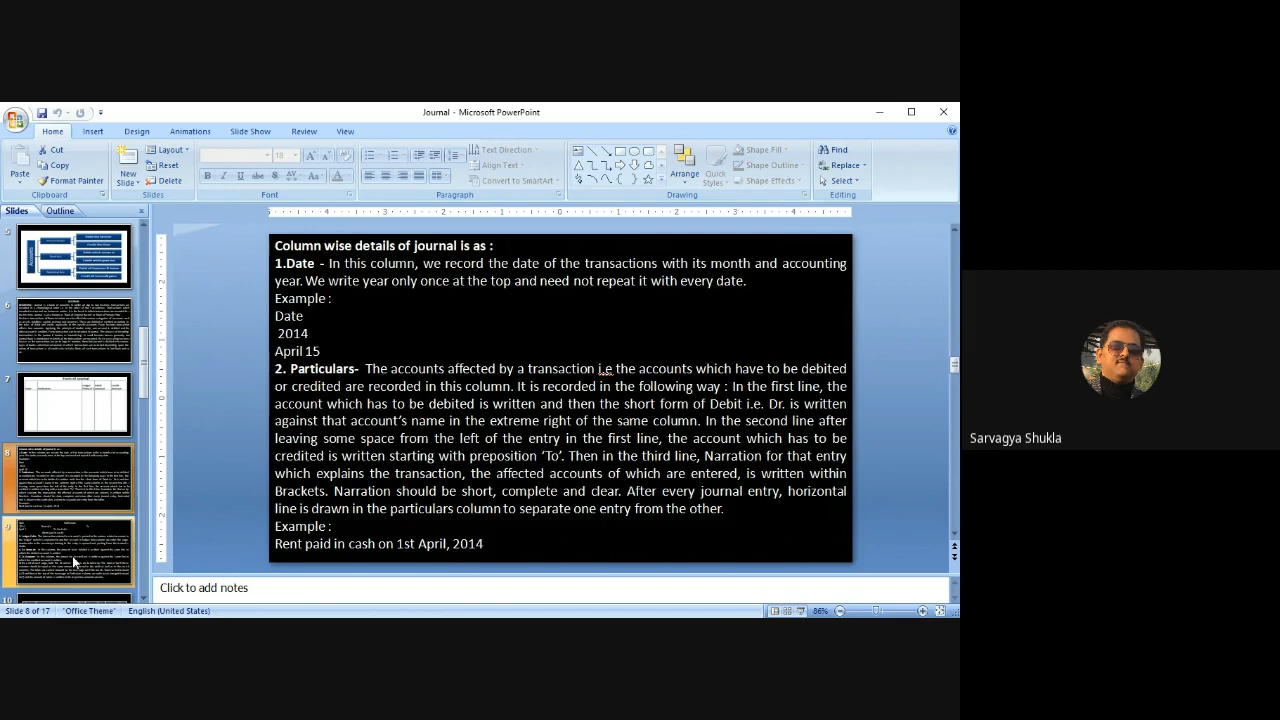 Journal - Microsoft PowerPoint
Home Insert Design Animations Slide Show Review View
Paste
Cut
Copy
Format Painter
Clipboard
New Slide
Layout
Reset
Delete
Slides
18
Font
Text Direction
Align Text
Convert to SmartArt
Paragraph
Arrange
Quick Styles
Shape Fill
Shape Outline
Shape Effects
Drawing
Find
Replace
Select
Editing
Slides Outline
5
6
7
8
9
10
Column wise details of journal is as :
1.Date - In this column, we record the date of the transactions with its month and accounting
year. We write year only once at the top and need not repeat it with every date.
Example :
Date
2014
April 15
2. Particulars- The accounts affected by a transaction i.e the accounts which have to be debited
or credited are recorded in this column. It is rcorded in the following way : In the first line, the
account which has to be debited is written and then the short form of Debit i.e. Dr. is written
against that account's name in the extreme right of the same column. In the second line after
leaving some space from the left of the entry in the first line, the account which has to be
credited is written starting with preposition 'To'. Then in the third line, Narration for that entry
which explains the transaction, the affected accounts of which are entered, is written within
Brackets. Narration should be short, complete and clear. After every journal entry, horizontal
line is drawn in the particulars column to separate one entry from the other.
Example :
Rent paid in cash on 1st April, 2014
Click to add notes
Slide 8 of 17 "Office Theme" English (United States) 86%
Sarvagya Shukla